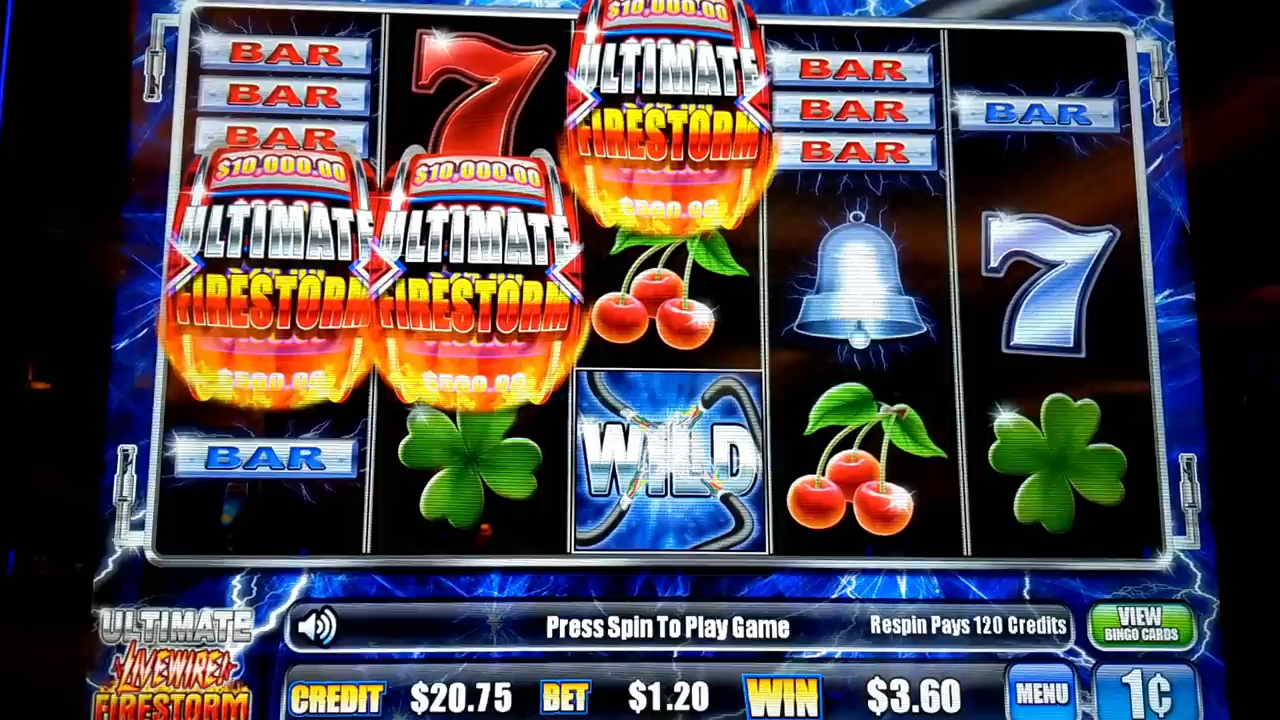 $10,000.00
BAR
BAR
BAR
ULTIMATE
FIRESTORM
BAR
BAR
BAR
BAR
$10,000.00
ULTIMATE
FIRESTORM
$10,000.00
ULTIMATE
FIRESTORM
BAR
WILD
Press Spin To Play Game
Respin Pays 120 Credits
VIEW
BINGO CARDS
ULTIMATE
LIVEWIRE!
FIRESTORM
CREDIT $20.75 BET $1.20 WIN $3.60 MENU 1¢